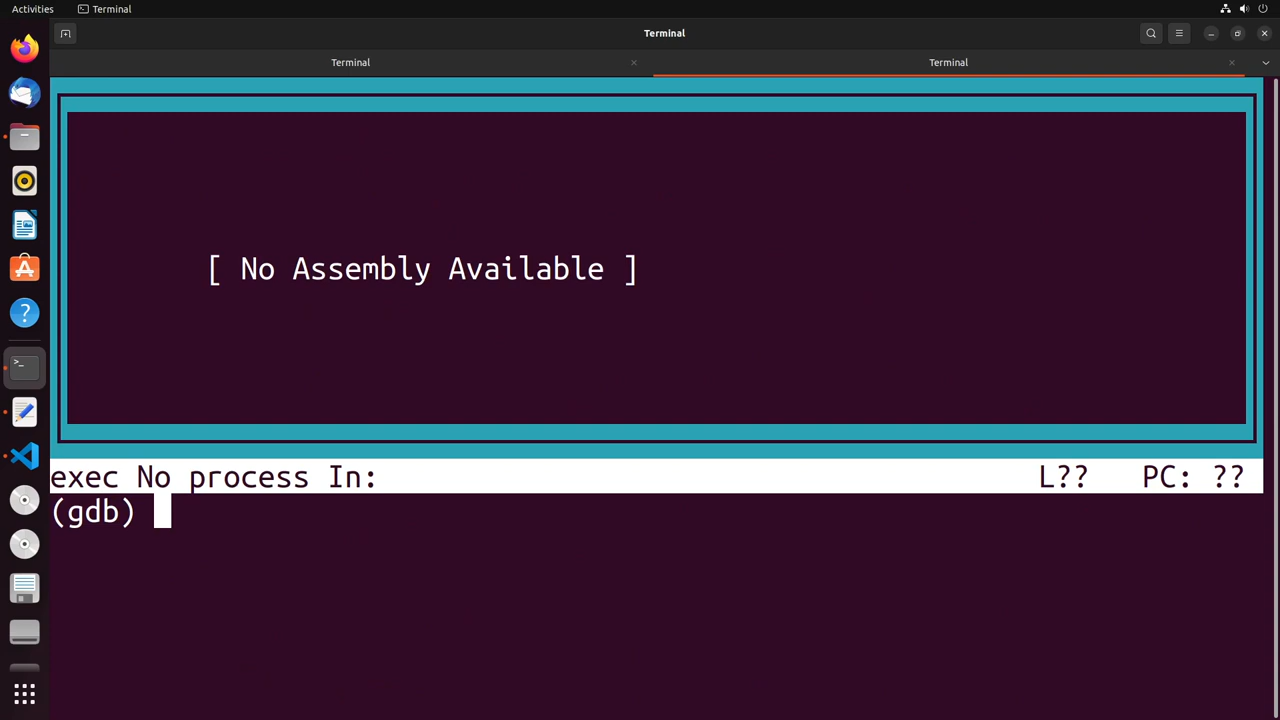 Activities Terminal
Terminal
Terminal Terminal
[ No Assembly Available ]
exec No process In: L?? PC: ??
(gdb)